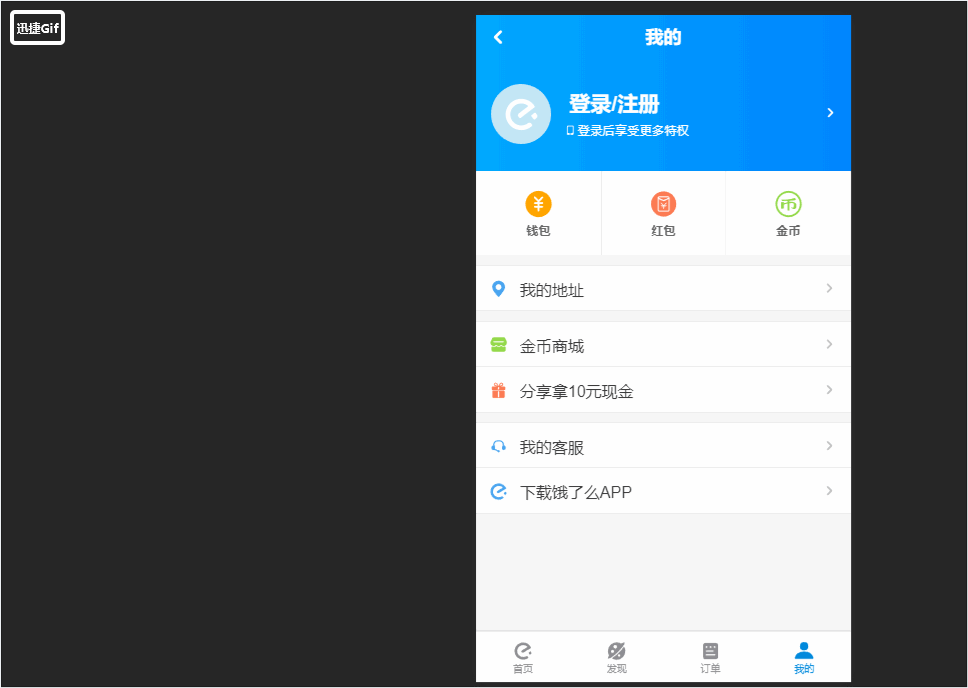 迅捷Gif
我的
登录/注册
登录后享受更多特权
钱包 红包 金币
我的地址
金币商城
分享拿10元现金
我的客服
下载饿了么APP
首页 发现 订单 我的